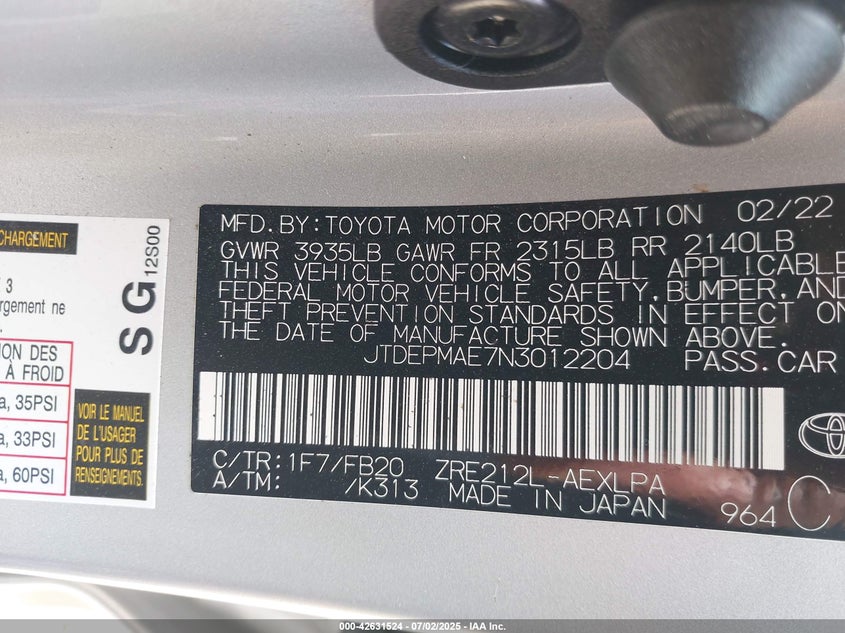 CHARGEMENT
3
argement ne
ION DES
À FROID
a, 35PSI
a, 33PSI
a, 60PSI
SG
12S00
VOIR LE MANUEL
DE L'USAGER
POUR PLUS DE
RENSEIGNEMENTS.
MFD.BY:TOYOTA MOTOR CORPORATION 02/22
GVWR 3935LB GAWR FR 2315LB RR 2140LB
THIS VEHICLE CONFORMS TO ALL APPLICABLE
FEDERAL MOTOR VEHICLE SAFETY,BUMPER,AND
THEFT PREVENTION STANDARDS IN EFFECT ON
THE DATE OF MANUFACTURE SHOWN ABOVE.
JTDEPMAE7N3012204 PASS.CAR
C/TR:1F7/FB20 ZRE212L-AEXLPA
A/TM: /K313 MADE IN JAPAN 964 C
000-42631524 | 07/02/2025 - IAA Inc.